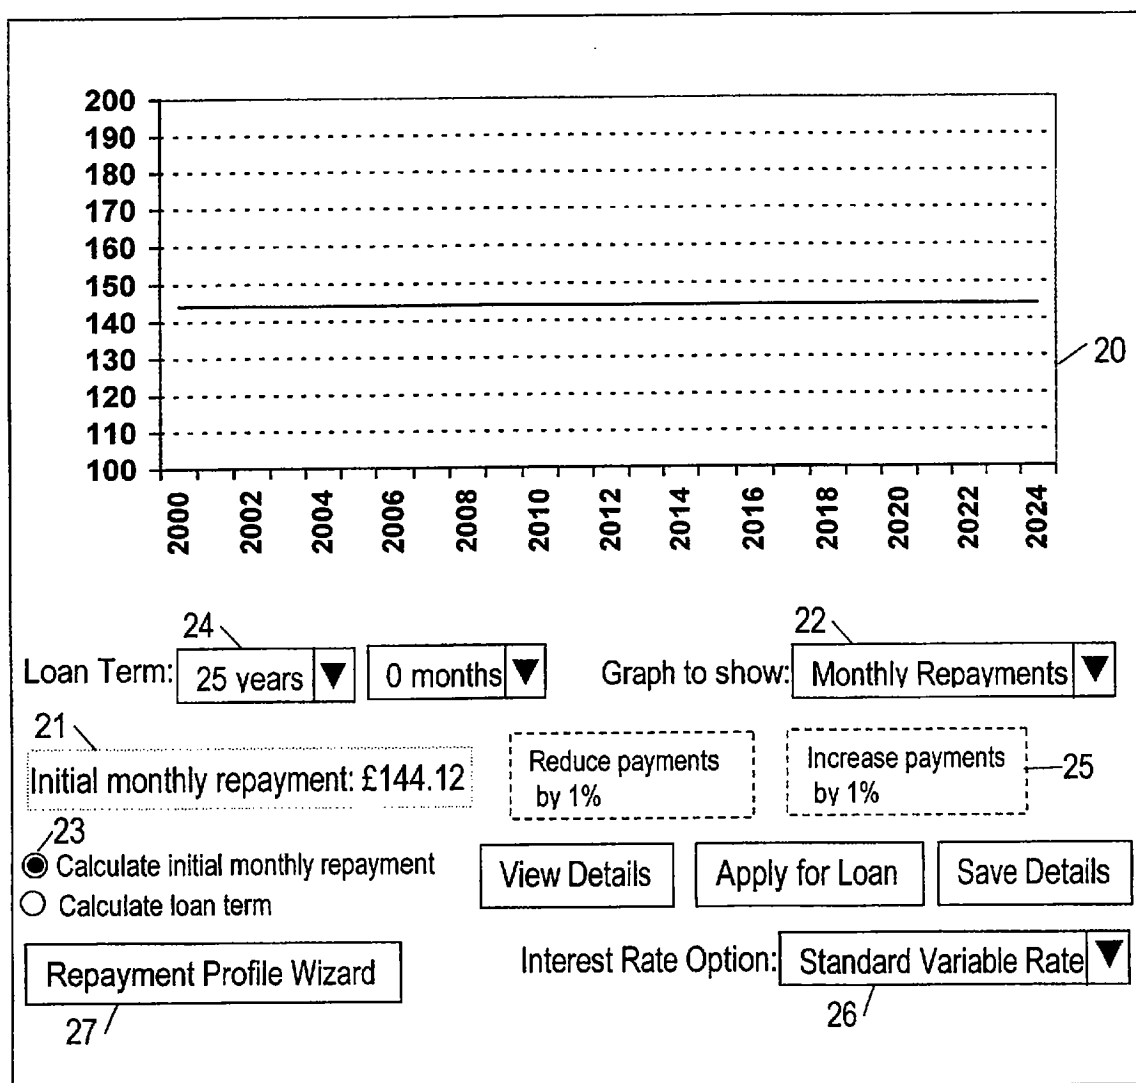 200
190
180
170
160
150
140
130
20
120
110
100
2000 2002 2004 2006 2008 2010 2012 2014 2016 2018 2020 2022 2024
24 22
Loan Term: 25 years 0 months Graph to show: Monthly Repayments
21
Initial monthly repayment: £144.12
Reduce payments
by 1%
Increase payments
by 1%
25
23
Calculate initial monthly repayment
Calculate loan term
View Details Apply for Loan Save Details
Repayment Profile Wizard Interest Rate Option: Standard Variable Rate
27 26